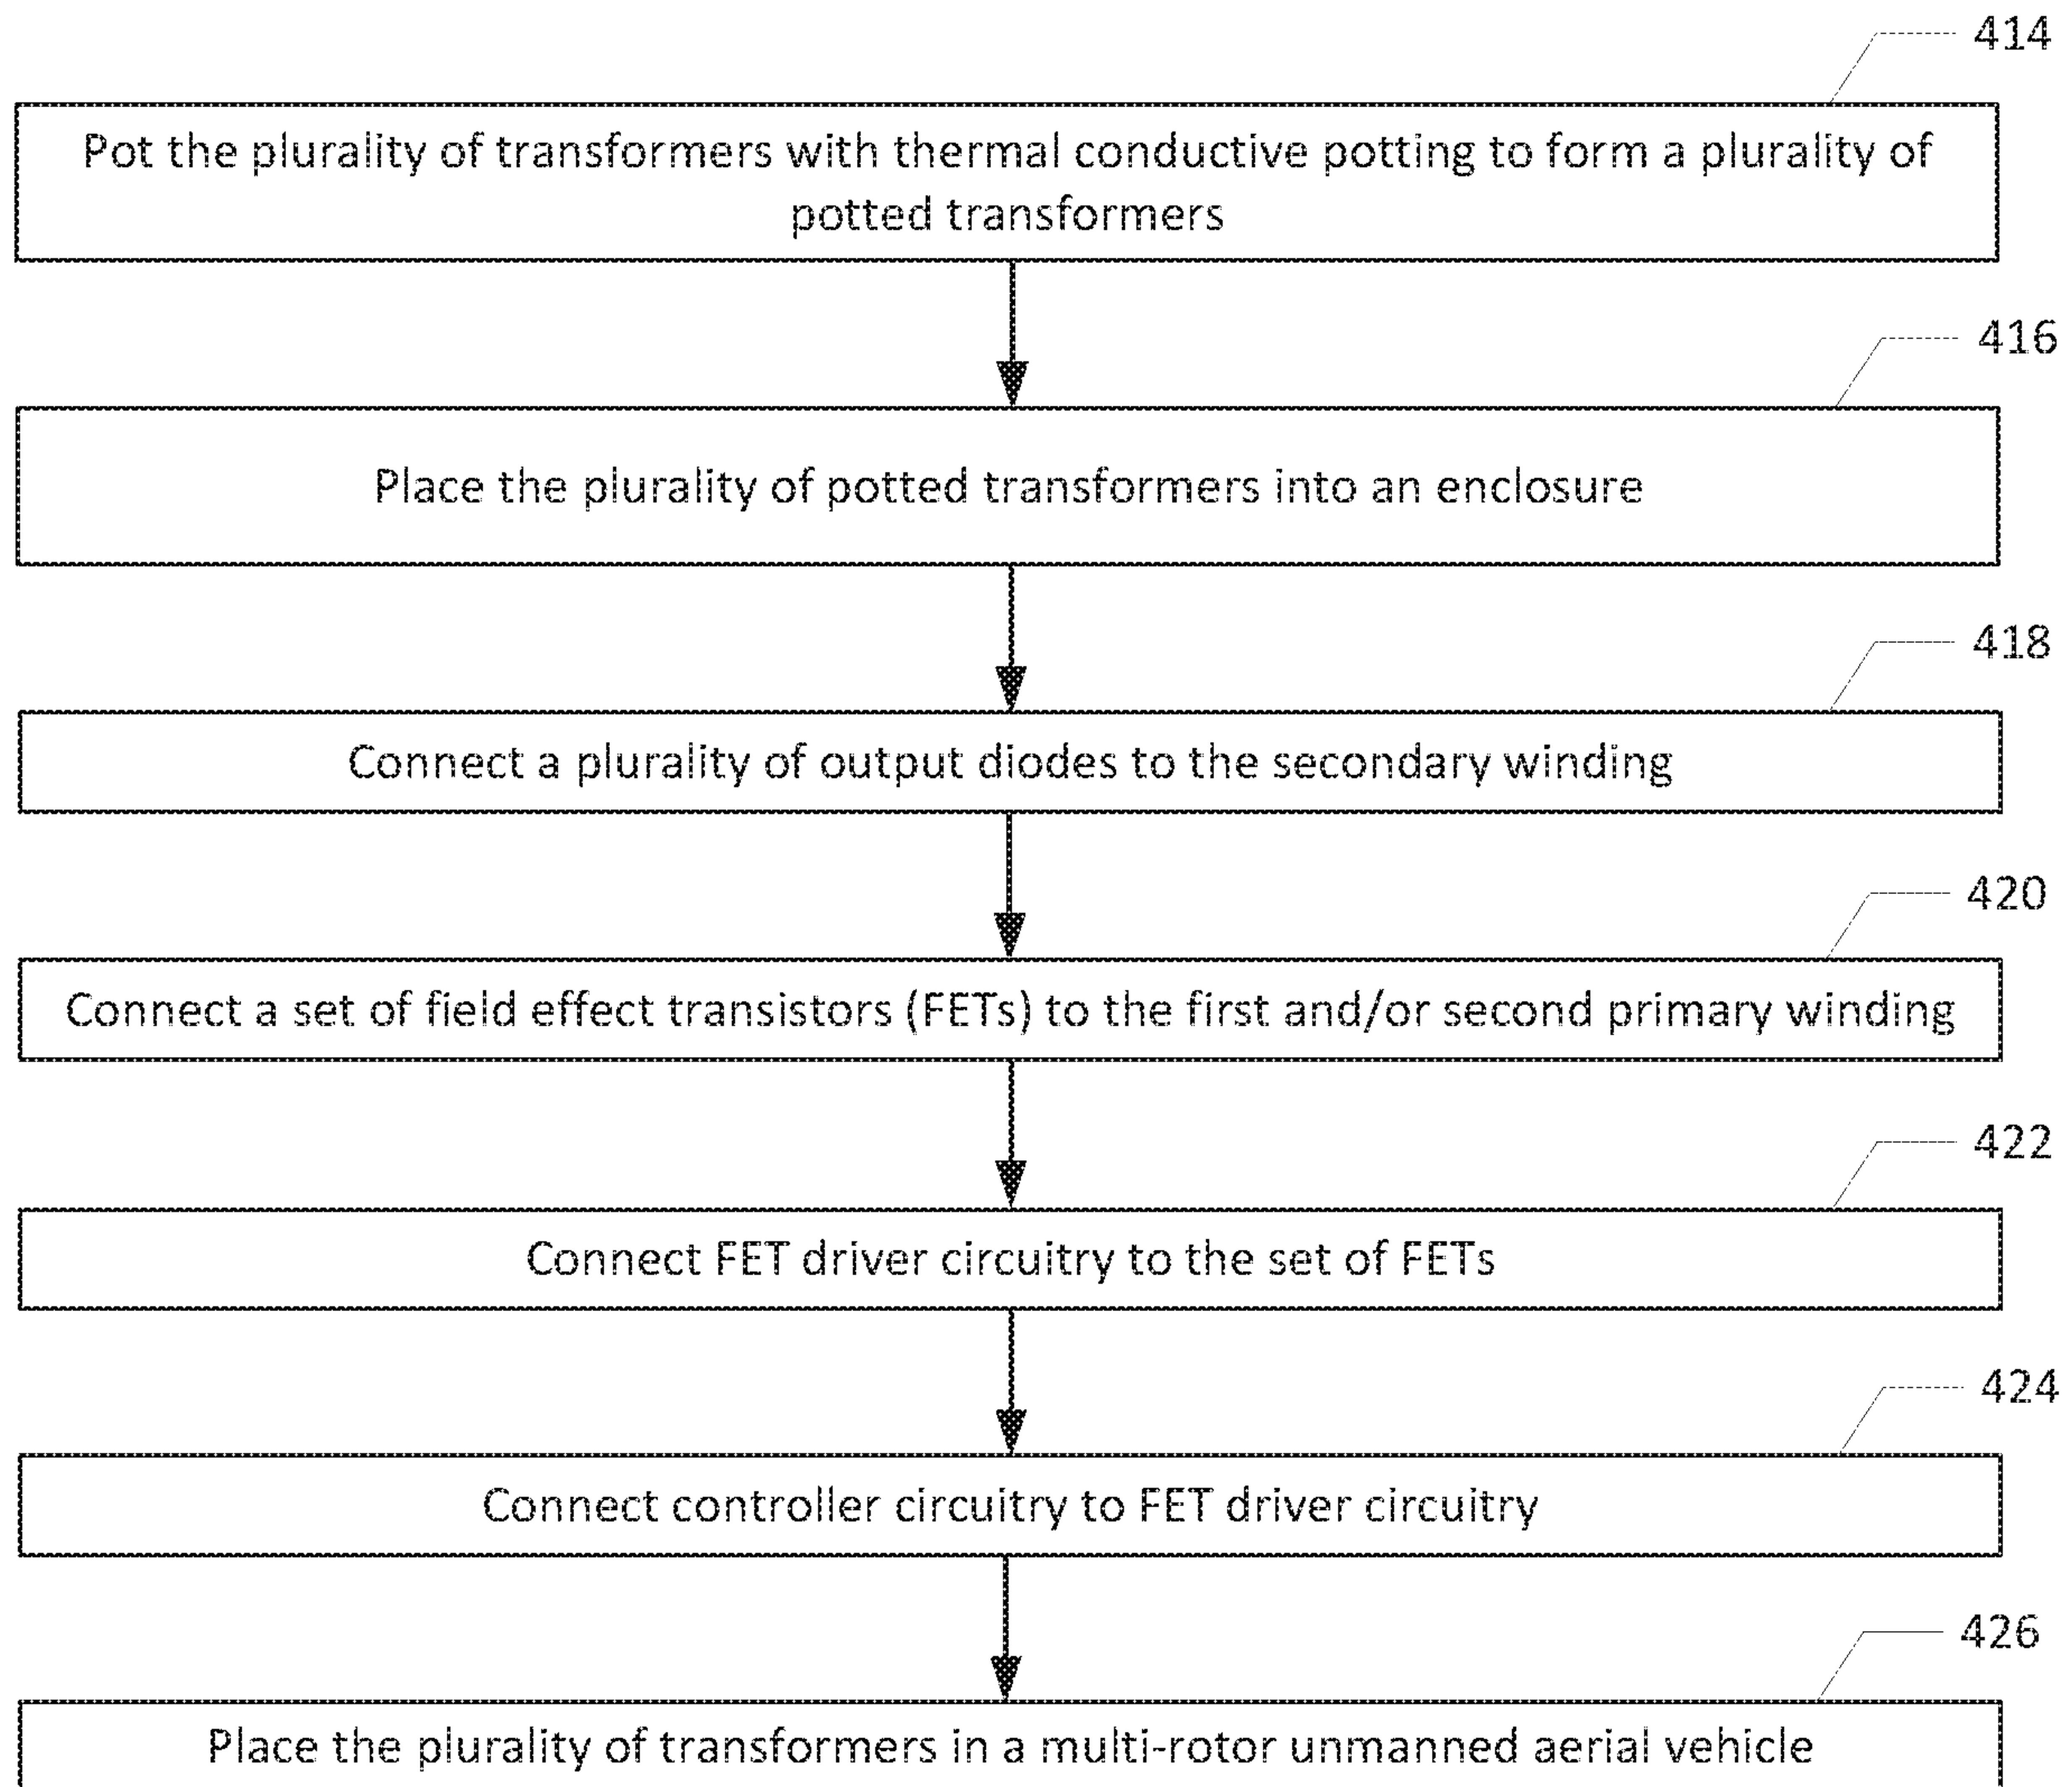 414
Pot the plurality of transformers with thermal conductive potting to form a plurality of
potted transformers
416
Place the plurality of potted transformers into an enclosure
418
Connect a plurality of output diodes to the secondary winding
420
Connect a set of field effect transistors (FETs) to the first and/or second primary winding
422
Connect FET driver circuitry to the set of FETs
424
Connect controller circuitry to FET driver circuitry
426
Place the plurality of transformers in a multi-rotor unmanned aerial vehicle